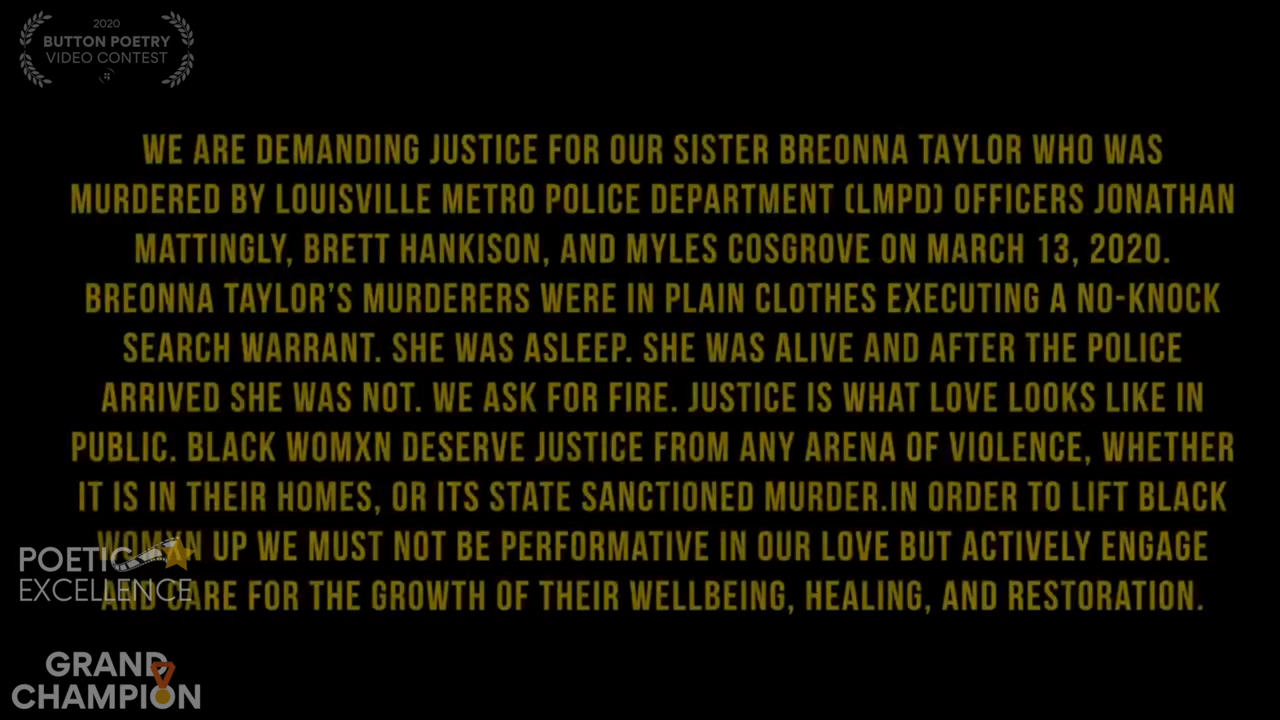 2020
BUTTON POETRY
VIDEO CONTEST
WE ARE DEMANDING JUSTICE FOR OUR SISTER BREONNA TAYLOR WHO WAS
MURDERED BY LOUISVILLE METRO POLICE DEPARTMENT (LMPD) OFFICERS JONATHAN
MATTINGLY, BRETT HANKISON, AND MYLES COSGROVE ON MARCH 13, 2020.
BREONNA TAYLOR'S MURDERERS WERE IN PLAIN CLOTHES EXECUTING A NO-KNOCK
SEARCH WARRANT. SHE WAS ASLEEP. SHE WAS ALIVE AND AFTER THE POLICE
ARRIVED SHE WAS NOT. WE ASK FOR FIRE. JUSTICE IS WHAT LOVE LOOKS LIKE IN
PUBLIC. BLACK WOMXN DESERVE JUSTICE FROM ANY ARENA OF VIOLENCE, WHETHER
IT IS IN THEIR HOMES, OR ITS STATE SANCTIONED MURDER.IN ORDER TO LIFT BLACK
WOMXN UP WE MUST NOT BE PERFORMATIVE IN OUR LOVE BUT ACTIVELY ENGAGE
AND CARE FOR THE GROWTH OF THEIR WELLBEING, HEALING, AND RESTORATION.
POETIC
EXCELLENCE
GRAND
CHAMPION